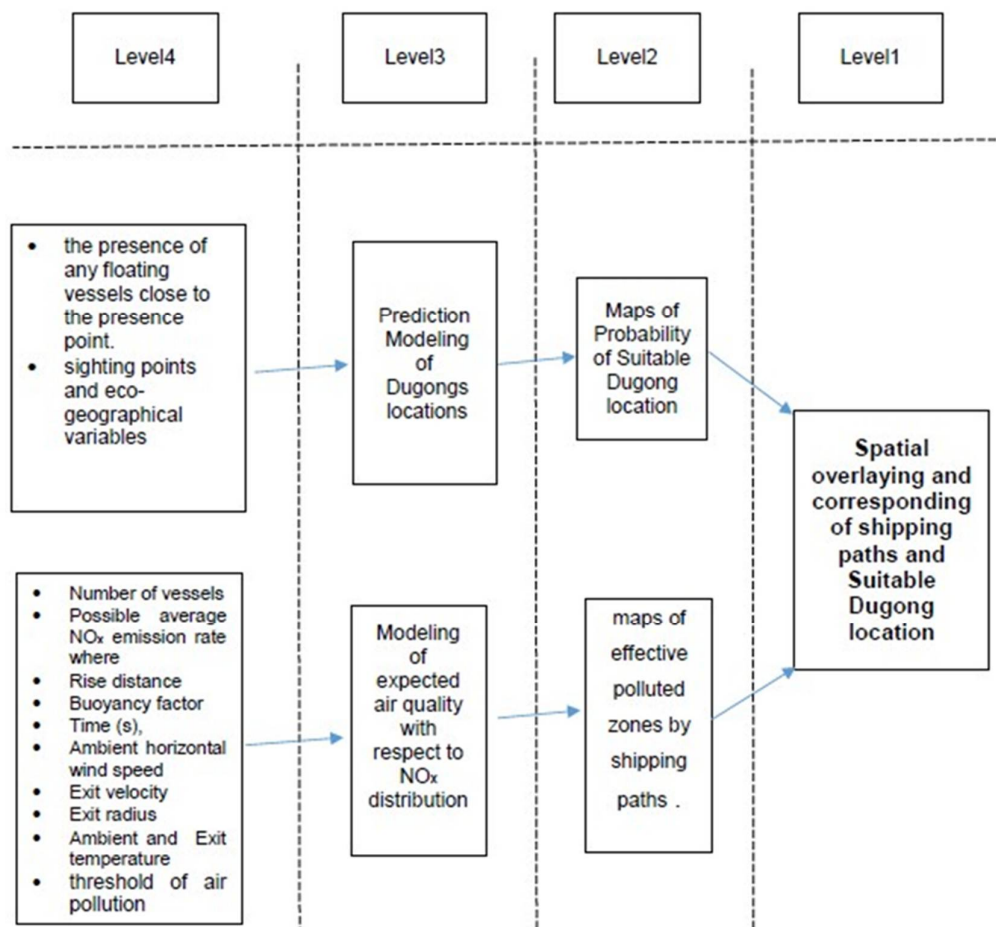 Level4
Level3
Level2
Level1
• the presence of
any floating
vessels close to
the presence
point.
• sighting points
and eco-
geographical
variables
Prediction
Modeling of
Dugongs
locations
Maps of
Probability
of Suitable
Dugong
location
Spatial
overlaying and
corresponding
of shipping
paths and
Suitable
Dugong
location
• Number of vessels
• Possible average
NOx emission rate
where
• Rise distance
• Buoyancy factor
• Time (s),
• Ambient horizontal
wind speed
• Exit velocity
• Exit radius
• Ambient and Exit
temperature
• threshold of air
pollution
Modeling
of
expected
air quality
with
respect to
NOx
distribution
maps of
effective
polluted
zones by
shipping
paths .